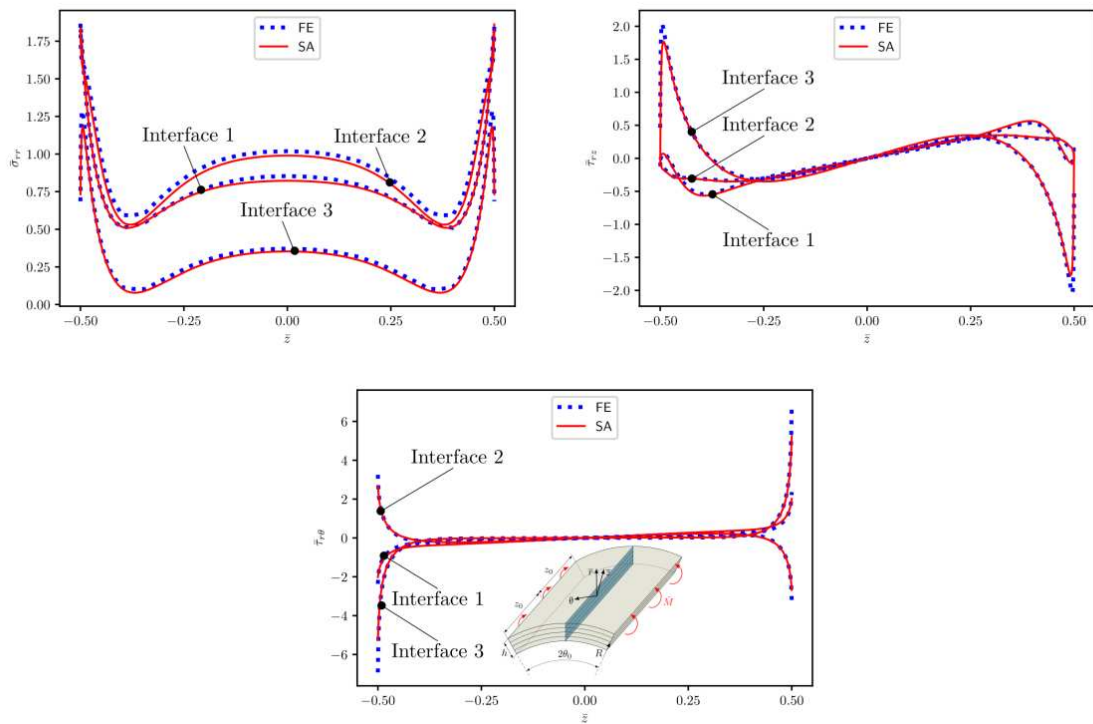 FE
SA
Interface 1
Interface 2
Interface 3
1.75
1.50
1.25
1.00
0.75
0.50
0.25
0.00
σ̄rr
−0.50
−0.25
0.00
0.25
0.50
z̄
FE
SA
Interface 3
Interface 2
Interface 1
2.0
1.5
1.0
0.5
0.0
−0.5
−1.0
−1.5
−2.0
τ̄rz
−0.50
−0.25
0.00
0.25
0.50
z̄
FE
SA
Interface 2
Interface 1
Interface 3
6
4
2
0
−2
−4
−6
τ̄rθ
z₀
z₀
h
2θ₀
R
M̂
−0.50
−0.25
0.00
0.25
0.50
z̄